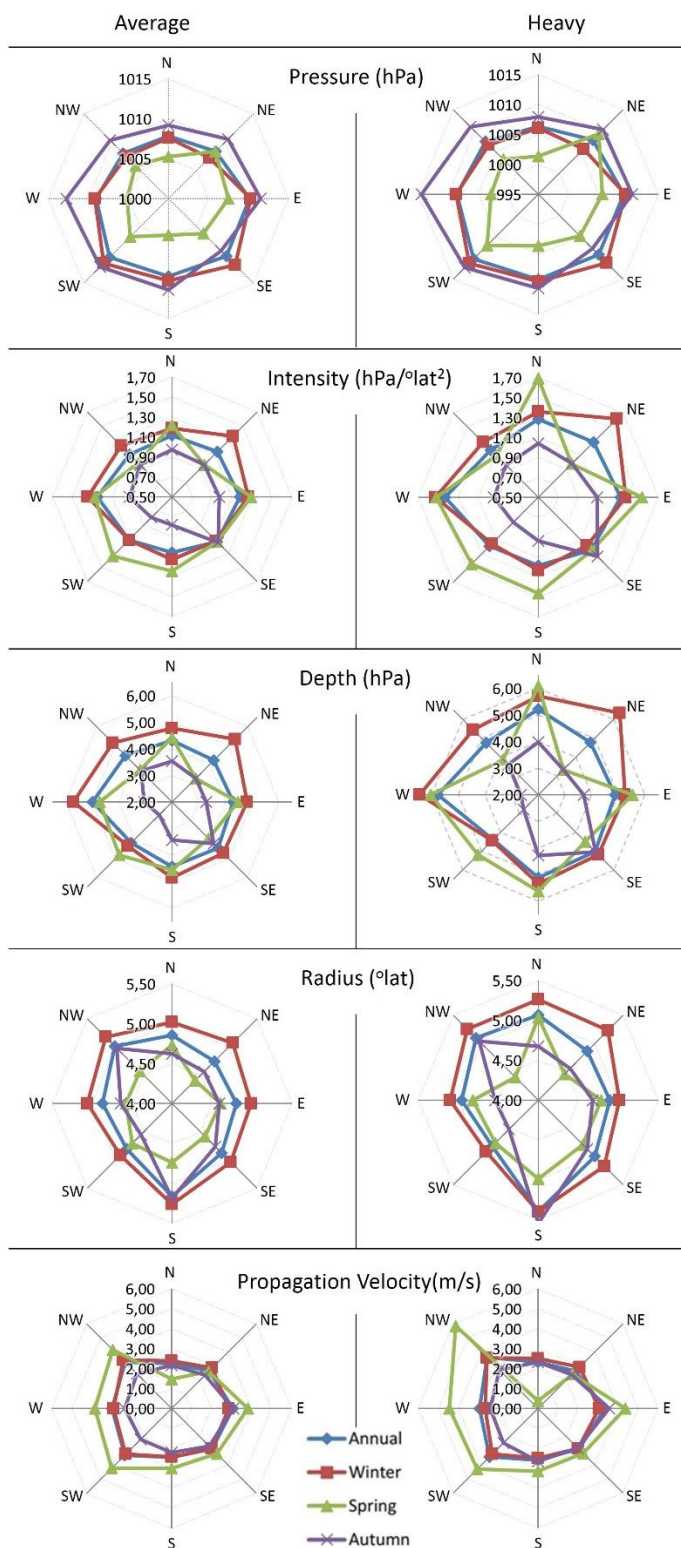 Average Heavy
Pressure (hPa)
N
NE
E
SE
S
SW
W
NW
1015
1010
1005
1000
N
NE
E
SE
S
SW
W
NW
1015
1010
1005
1000
995
Intensity (hPa/°lat²)
N
NE
E
SE
S
SW
W
NW
1,70
1,50
1,30
1,10
0,90
0,70
0,50
N
NE
E
SE
S
SW
W
NW
1,70
1,50
1,30
1,10
0,90
0,70
0,50
Depth (hPa)
N
NE
E
SE
S
SW
W
NW
6,00
5,00
4,00
3,00
2,00
N
NE
E
SE
S
SW
W
NW
6,00
5,00
4,00
3,00
2,00
Radius (°lat)
N
NE
E
SE
S
SW
W
NW
5,50
5,00
4,50
4,00
N
NE
E
SE
S
SW
W
NW
5,50
5,00
4,50
4,00
Propagation Velocity(m/s)
N
NE
E
SE
S
SW
W
NW
6,00
5,00
4,00
3,00
2,00
1,00
0,00
N
NE
E
SE
S
SW
W
NW
6,00
5,00
4,00
3,00
2,00
1,00
0,00
Annual
Winter
Spring
Autumn